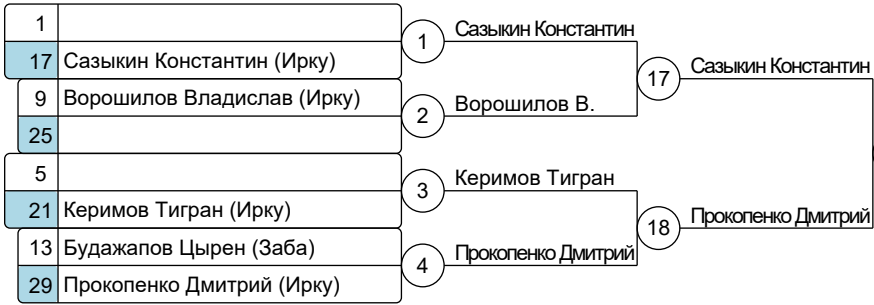 1
17 Сазыкин Константин (Ирку)
9 Ворошилов Владислав (Ирку)
25
5
21 Керимов Тигран (Ирку)
13 Будажапов Цырен (Заба)
29 Прокопенко Дмитрий (Ирку)
1 Сазыкин Константин
2 Ворошилов В.
3 Керимов Тигран
4 Прокопенко Дмитрий
17 Сазыкин Константин
18 Прокопенко Дмитрий